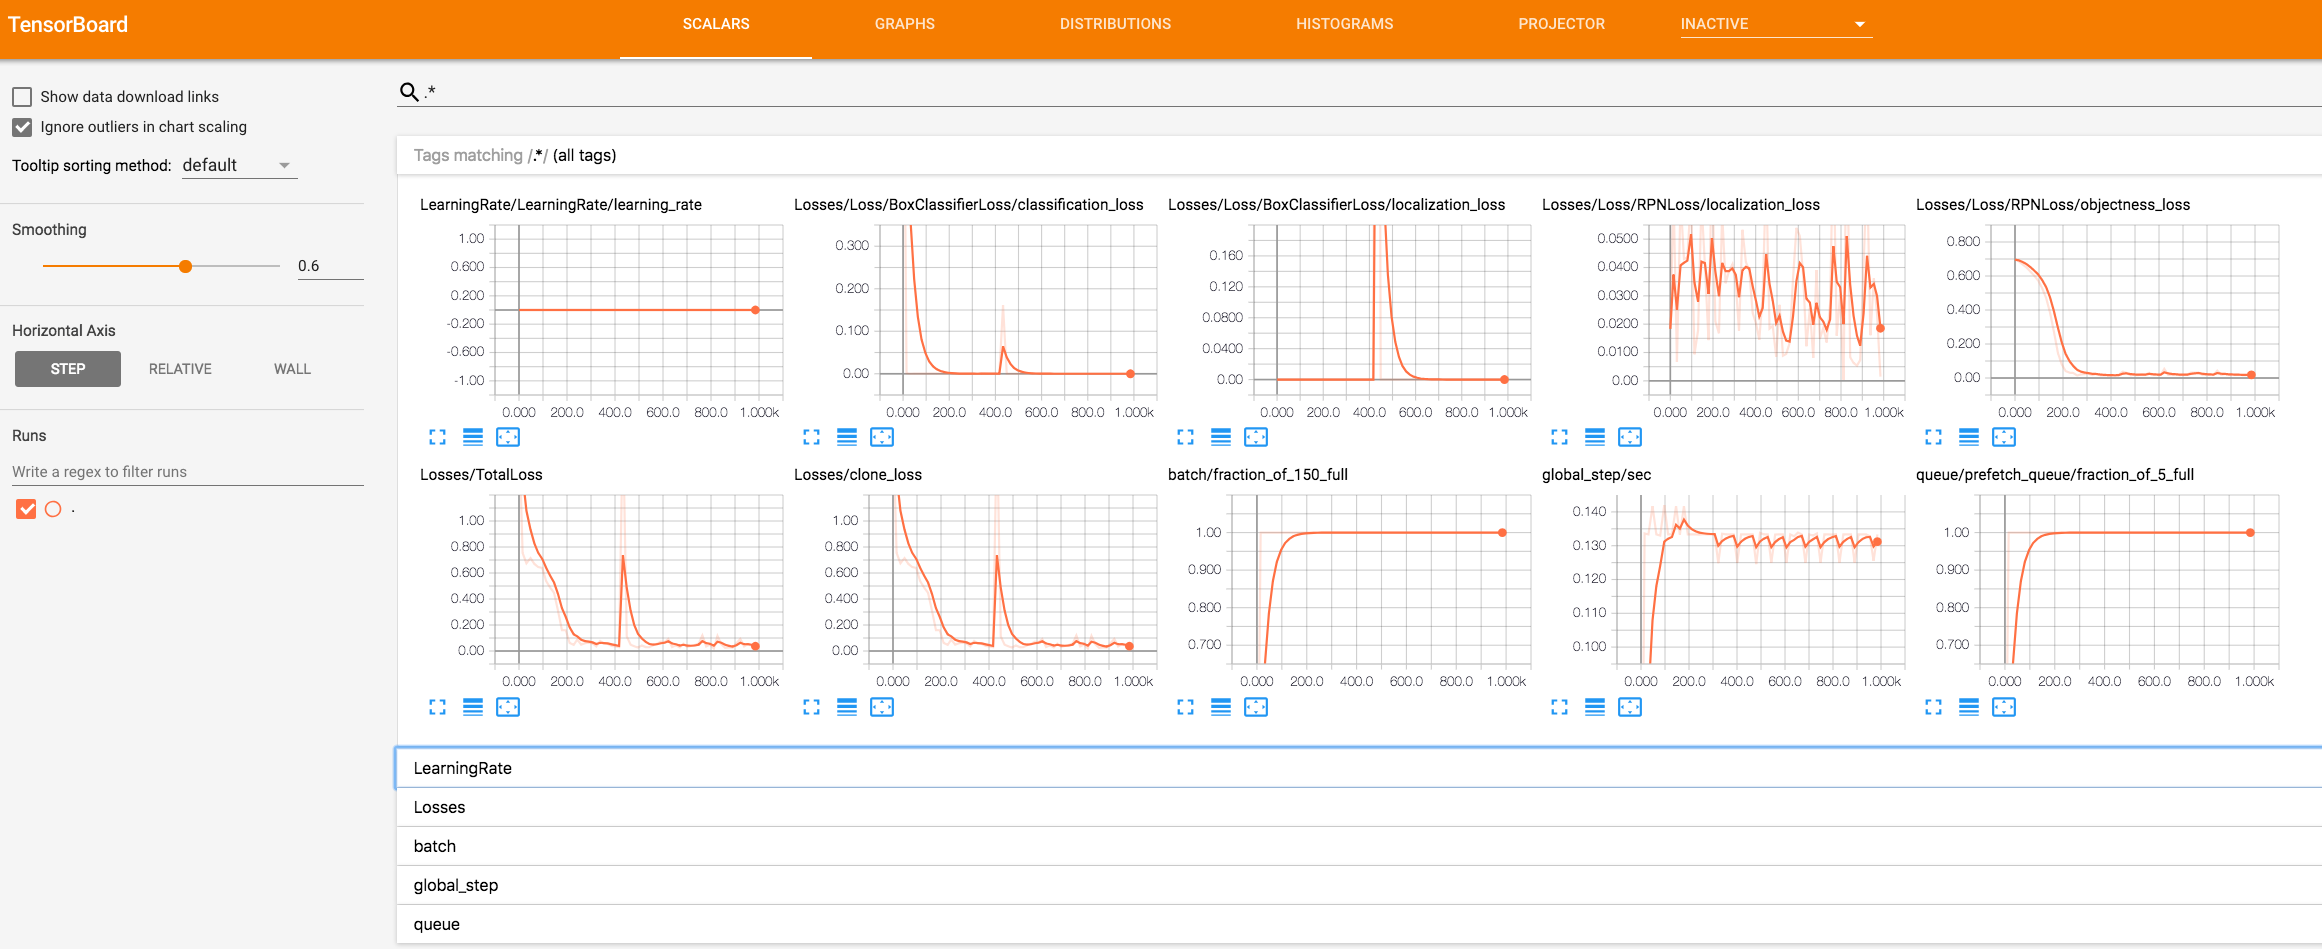 TensorBoard
SCALARS
GRAPHS
DISTRIBUTIONS
HISTOGRAMS
PROJECTOR
INACTIVE
Show data download links
Ignore outliers in chart scaling
Tooltip sorting method: default
Smoothing
0.6
Horizontal Axis
STEP
RELATIVE
WALL
Runs
Write a regex to filter runs
.
.*
Tags matching /.*/ (all tags)
LearningRate/LearningRate/learning_rate
1.00
0.600
0.200
-0.200
-0.600
-1.00
0.000 200.0 400.0 600.0 800.0 1.000k
Losses/Loss/BoxClassifierLoss/classification_loss
0.300
0.200
0.100
0.00
0.000 200.0 400.0 600.0 800.0 1.000k
Losses/Loss/BoxClassifierLoss/localization_loss
0.160
0.120
0.0800
0.0400
0.00
0.000 200.0 400.0 600.0 800.0 1.000k
Losses/Loss/RPNLoss/localization_loss
0.0500
0.0400
0.0300
0.0200
0.0100
0.00
0.000 200.0 400.0 600.0 800.0 1.000k
Losses/Loss/RPNLoss/objectness_loss
0.800
0.600
0.400
0.200
0.00
0.000 200.0 400.0 600.0 800.0 1.000k
Losses/TotalLoss
1.00
0.800
0.600
0.400
0.200
0.00
0.000 200.0 400.0 600.0 800.0 1.000k
Losses/clone_loss
1.00
0.800
0.600
0.400
0.200
0.00
0.000 200.0 400.0 600.0 800.0 1.000k
batch/fraction_of_150_full
1.00
0.900
0.800
0.700
0.000 200.0 400.0 600.0 800.0 1.000k
global_step/sec
0.140
0.130
0.120
0.110
0.100
0.000 200.0 400.0 600.0 800.0 1.000k
queue/prefetch_queue/fraction_of_5_full
1.00
0.900
0.800
0.700
0.000 200.0 400.0 600.0 800.0 1.000k
LearningRate
Losses
batch
global_step
queue